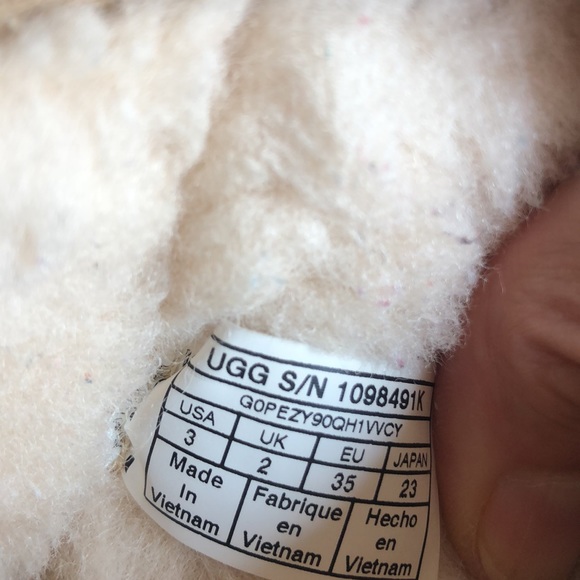 UGG S/N 1098491K
G0PEZY90QH1VVCY
USA UK EU JAPAN
3 2 35 23
Made Fabrique Hecho
in en en
Vietnam Vietnam Vietnam